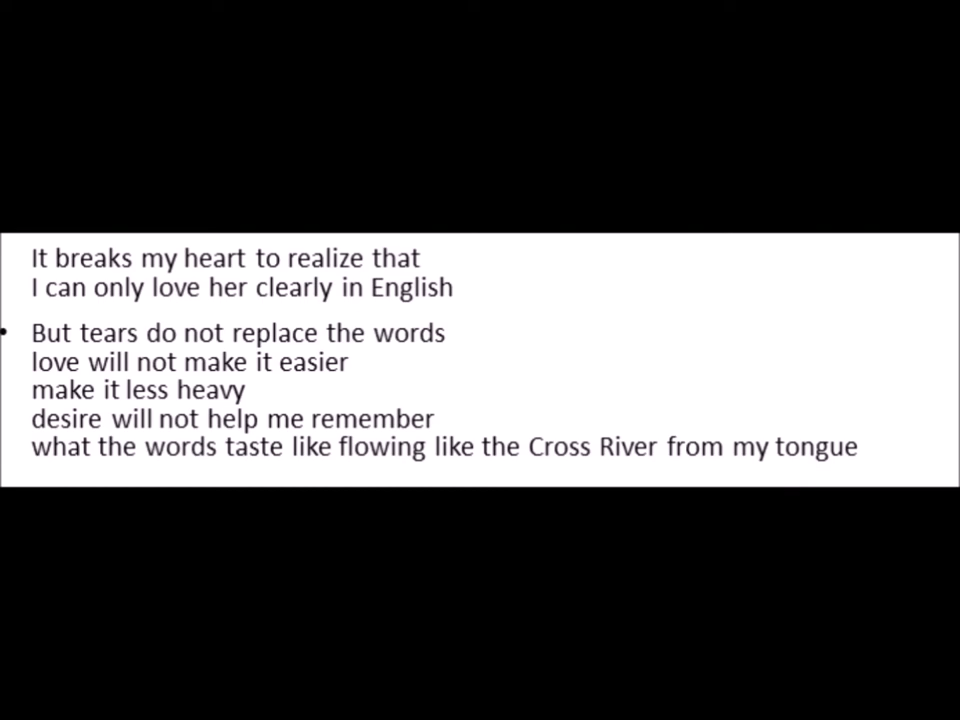 It breaks my heart to realize that
I can only love her clearly in English
• But tears do not replace the words
love will not make it easier
make it less heavy
desire will not help me remember
what the words taste like flowing like the Cross River from my tongue